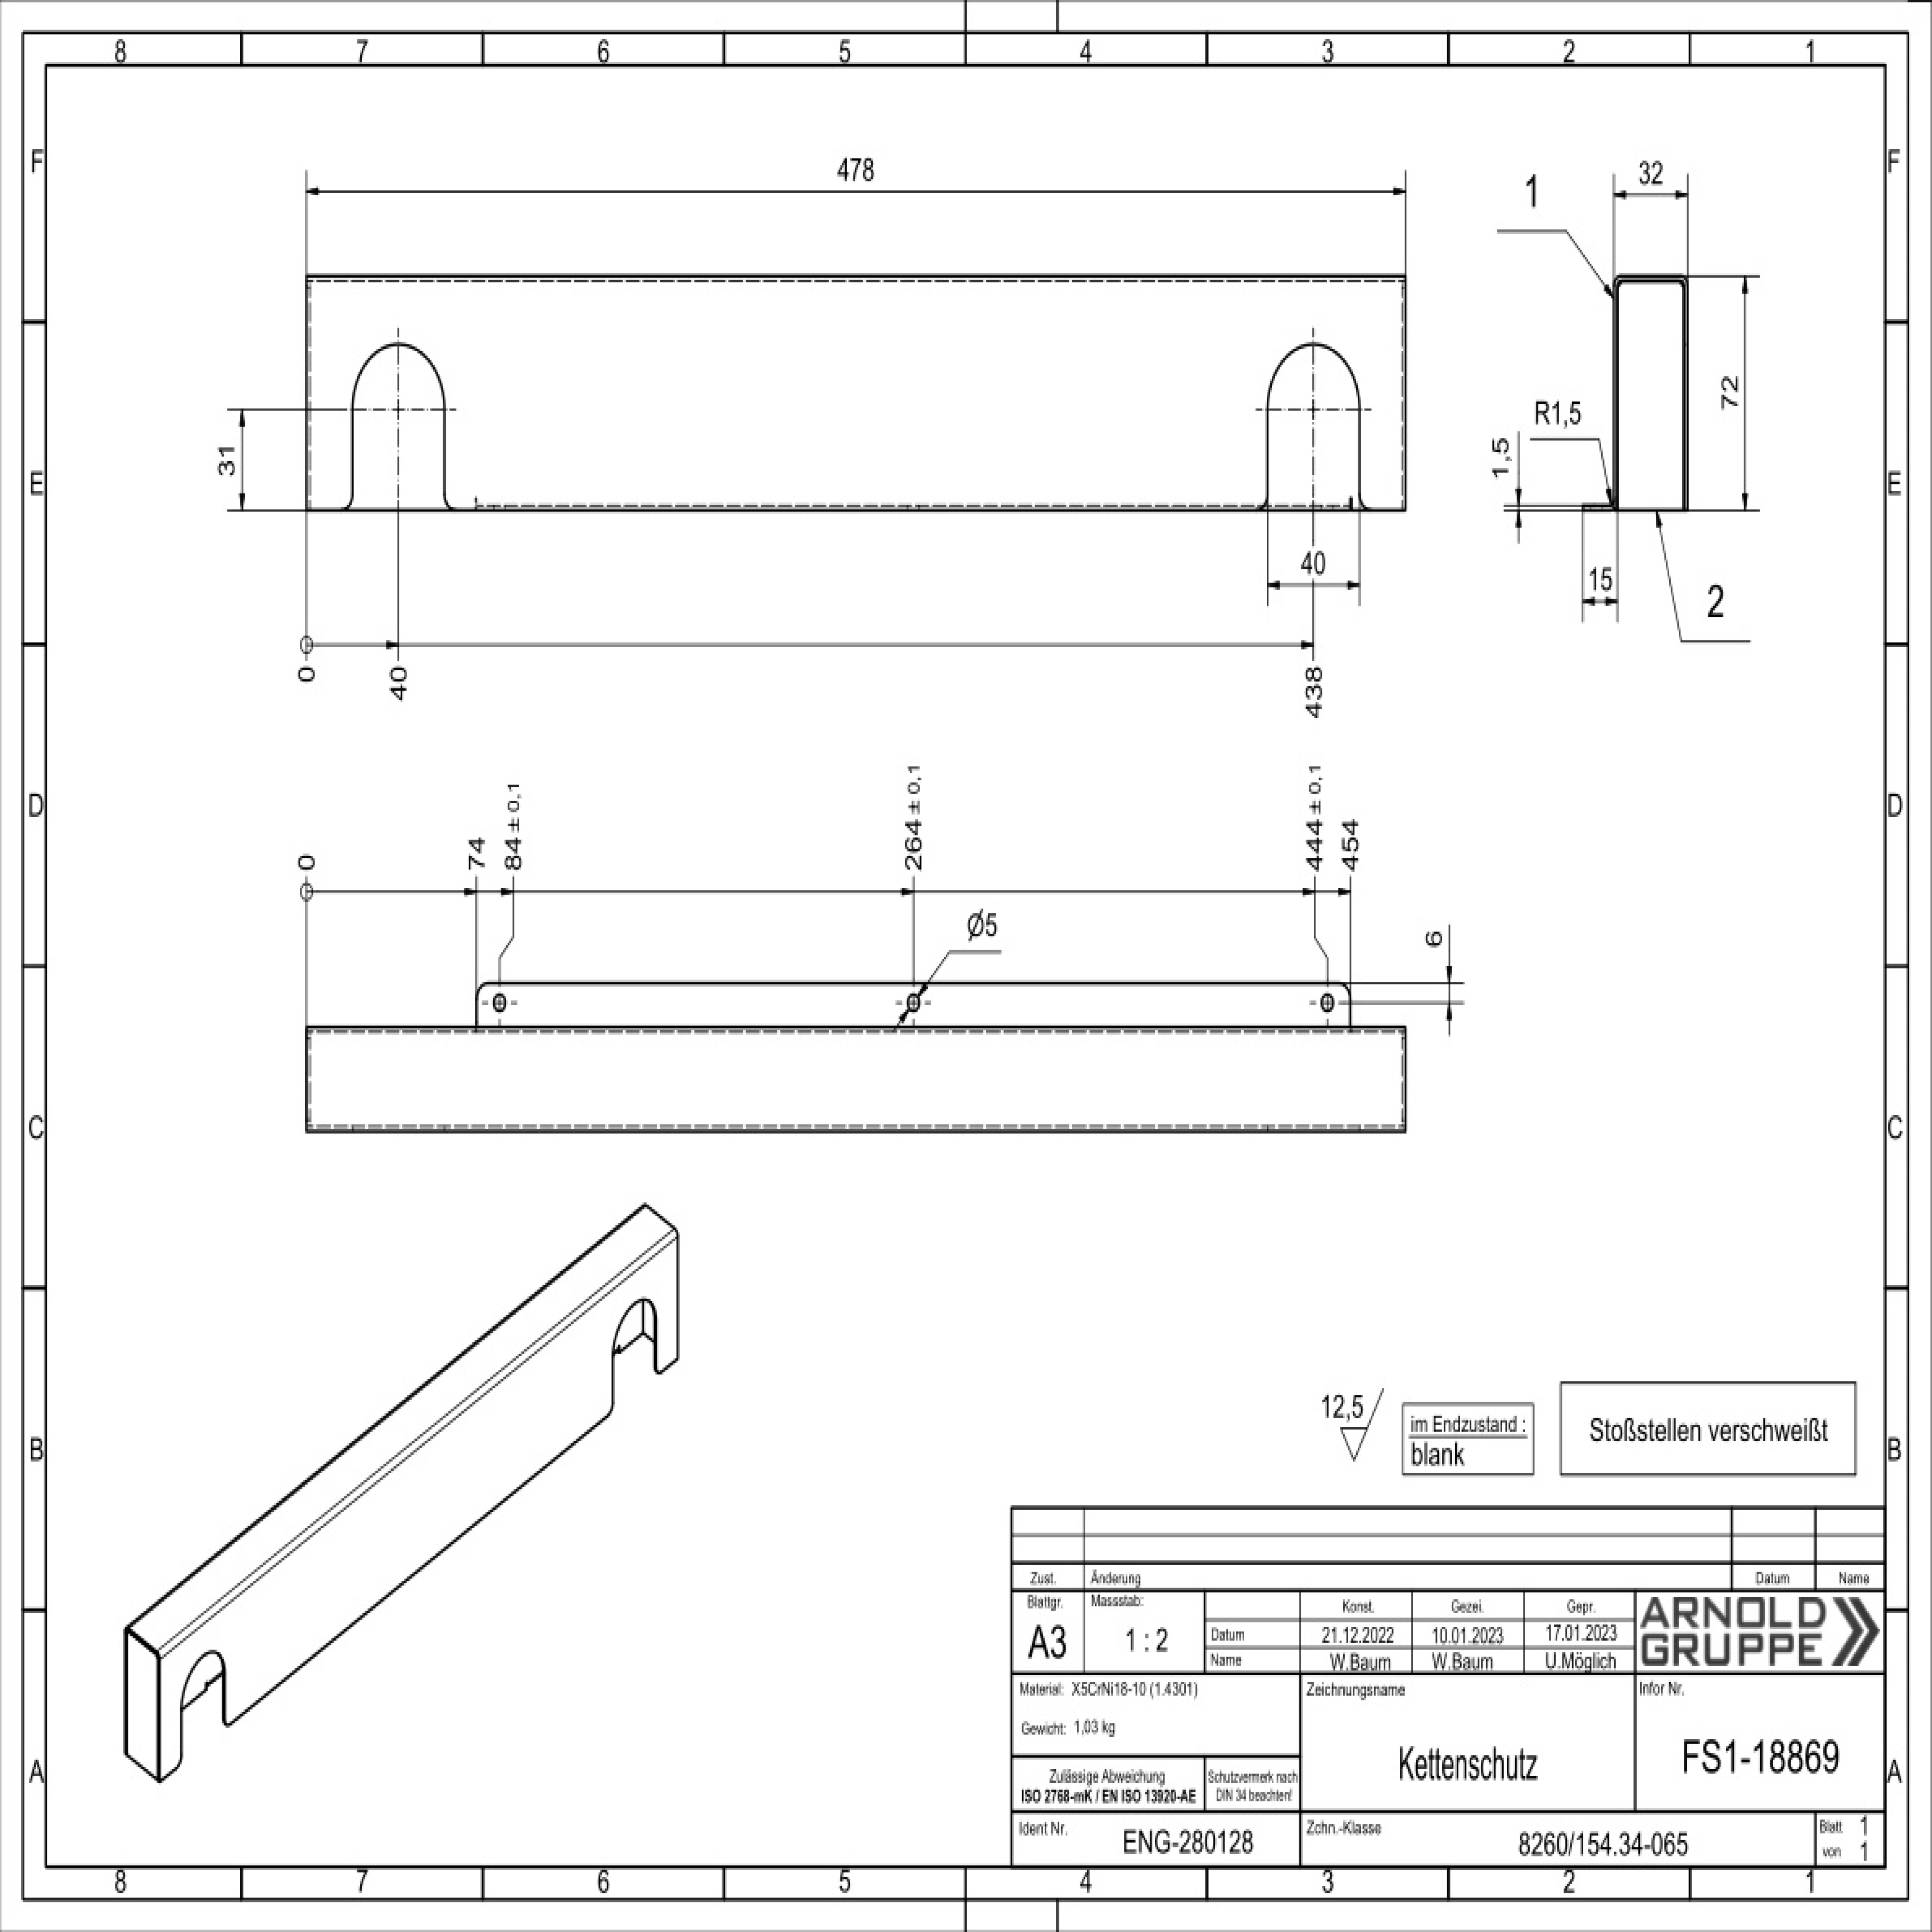 8 7 6 5 4 3 2 1
F F
478
1
32
31
R1,5
1,5
72
E E
40
15
2
0 40 438
D D
0 74 84±0,1 264±0,1 444±0,1 454
Ø5
6
C C
12,5
im Endzustand :
blank
Stoßstellen verschweißt
B B
Zust. Änderung Datum Name
Blattgr. Massstab: Konst. Gezei. Gepr.
A3 1 : 2
Datum 21.12.2022 10.01.2023 17.01.2023
Name W.Baum W.Baum U.Möglich
ARNOLD
GRUPPE
Material: X5CrNi18-10 (1.4301)
Gewicht: 1,03 kg
Zeichnungsname
Kettenschutz
Infor Nr.
FS1-18869
A A
Zulässige Abweichung
ISO 2768-mK / EN ISO 13920-AE
Schutzvermerk nach
DIN 34 beachten!
Ident Nr.
ENG-280128
Zchn.-Klasse
8260/154.34-065
Blatt 1
von 1
8 7 6 5 4 3 2 1